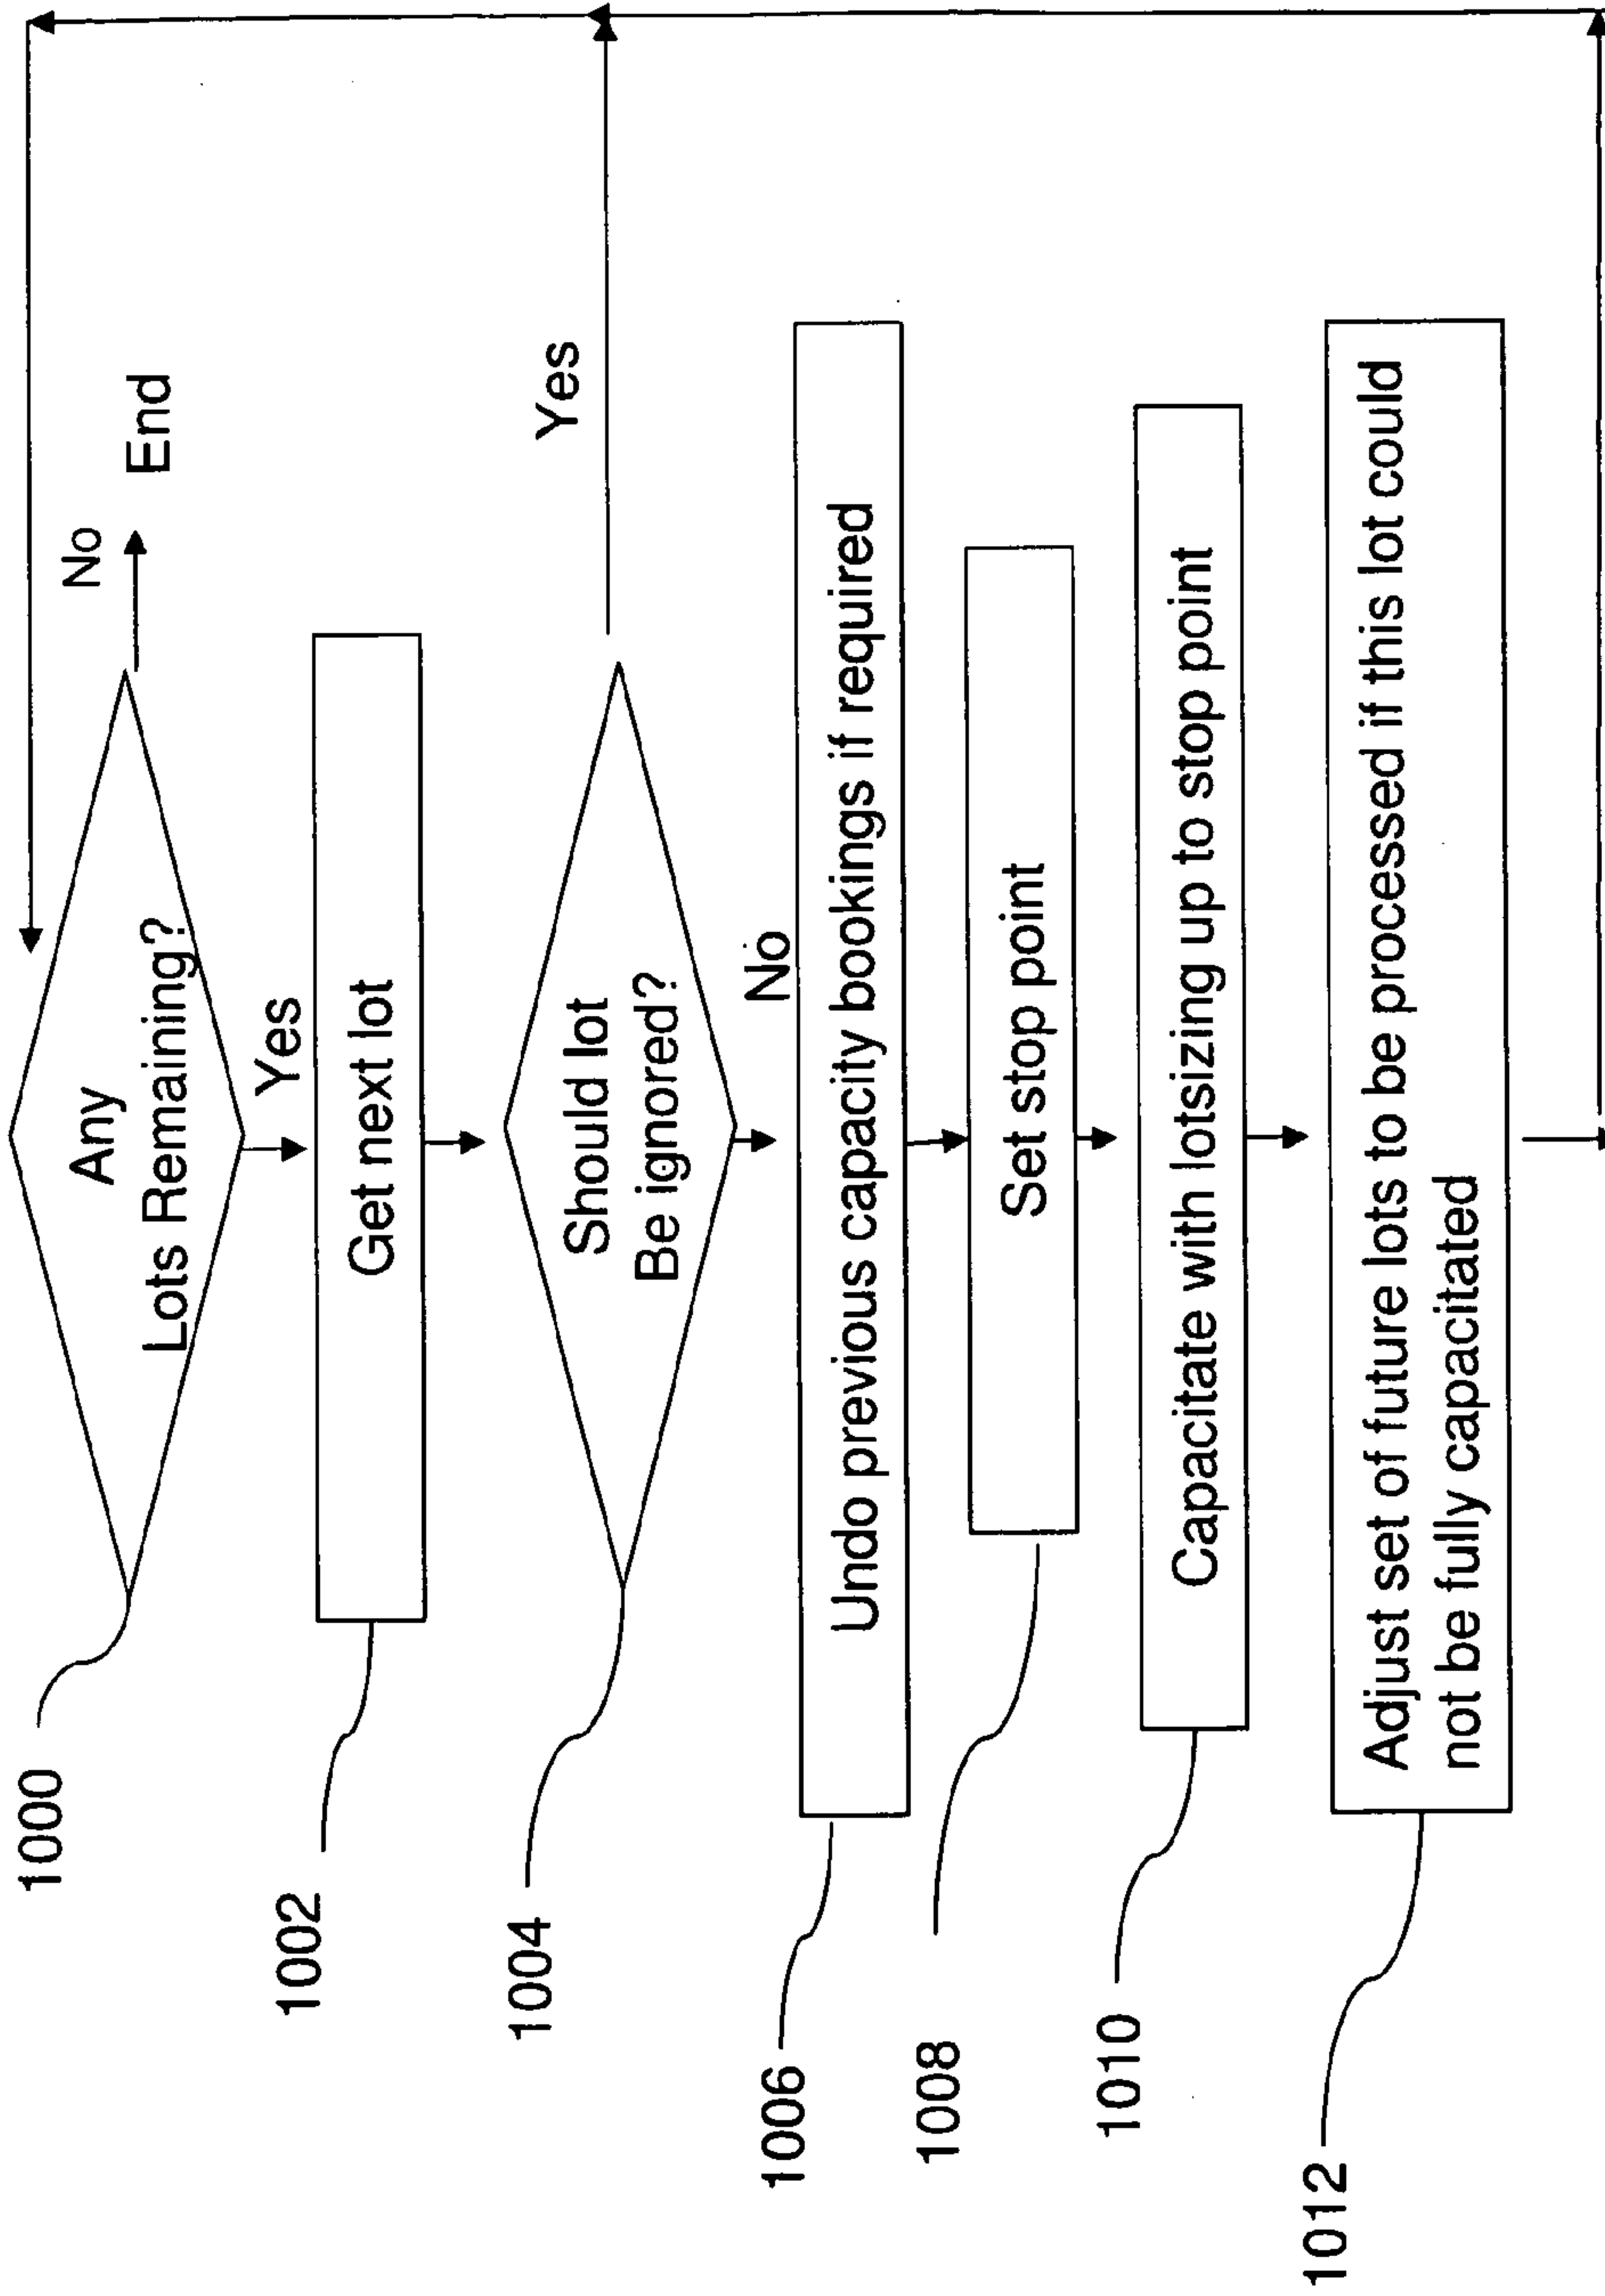 1000
Any
Lots Remaining?
No
End
Yes
1002
Get next lot
1004
Should lot
Be ignored?
Yes
No
1006
Undo previous capacity bookings if required
1008
Set stop point
1010
Capacitate with lotsizing up to stop point
1012
Adjust set of future lots to be processed if this lot could
not be fully capacitated